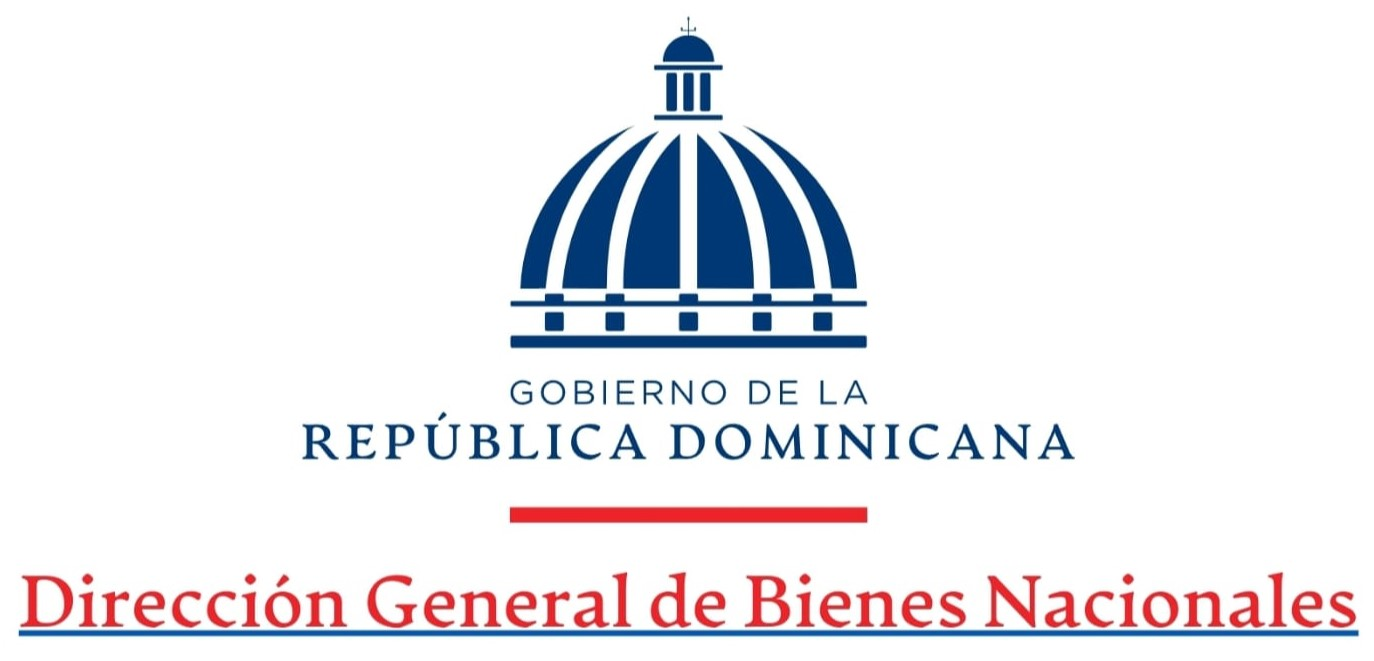 GOBIERNO DE LA
REPÚBLICA DOMINICANA
Dirección General de Bienes Nacionales